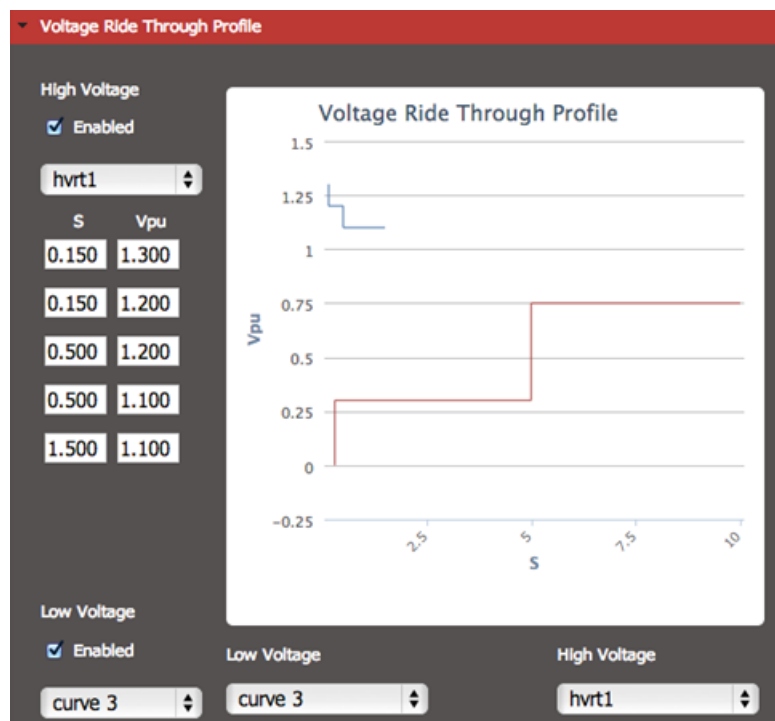 Voltage Ride Through Profile
High Voltage
Enabled
hvrt1
S Vpu
0.150 1.300
0.150 1.200
0.500 1.200
0.500 1.100
1.500 1.100
Voltage Ride Through Profile
1.5
1.25
1
0.75
0.5
0.25
0
-0.25
Vpu
2.5 5 7.5 10
S
Low Voltage
Enabled
curve 3
Low Voltage
curve 3
High Voltage
hvrt1